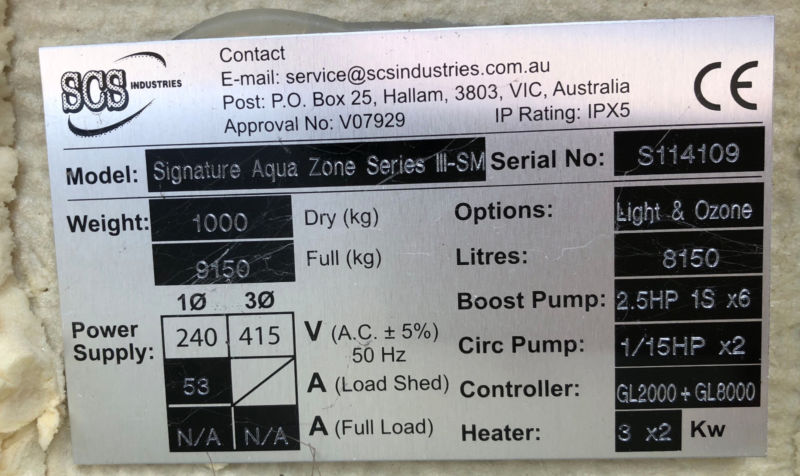 SCS INDUSTRIES
Contact
E-mail: service@scsindustries.com.au
Post: P.O. Box 25, Hallam, 3803, VIC, Australia
Approval No: V07929 IP Rating: IPX5
CE
Model: Signature Aqua Zone Series III-SM Serial No: S114109
Weight: 1000 Dry (kg) Options: Light & Ozone
9150 Full (kg) Litres: 8150
1Ø 3Ø Boost Pump: 2.5HP 1S x6
Power Supply: 240 415 V (A.C. ± 5%) 50 Hz Circ Pump: 1/15HP x2
53 A (Load Shed) Controller: GL2000 + GL8000
N/A N/A A (Full Load) Heater: 3 x2 Kw